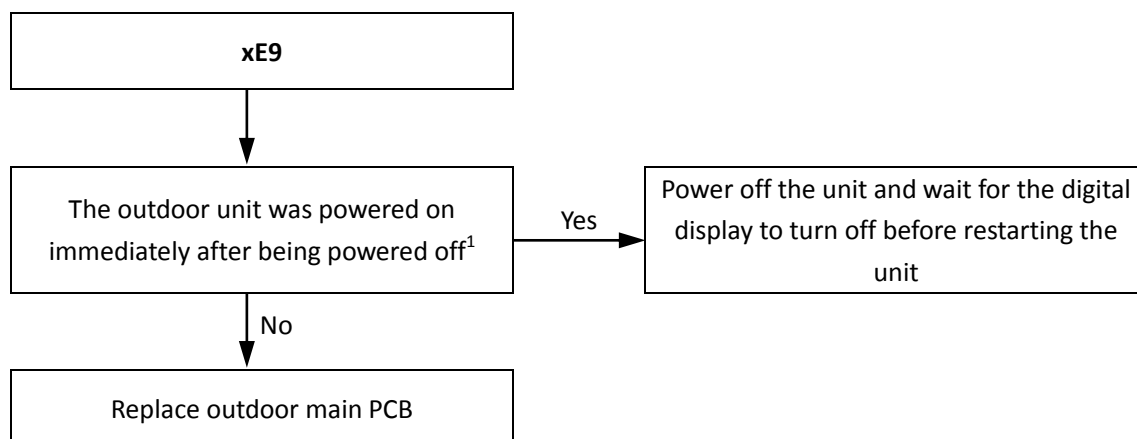 xE9
The outdoor unit was powered on
immediately after being powered off¹
Yes
Power off the unit and wait for the digital
display to turn off before restarting the
unit
No
Replace outdoor main PCB